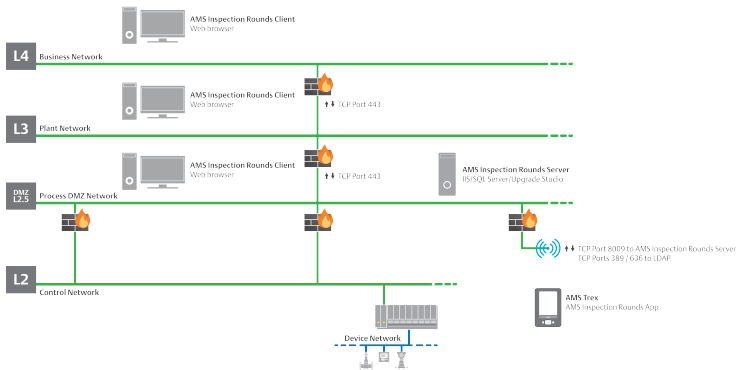 AMS Inspection Rounds Client
Web browser
L4
Business Network
AMS Inspection Rounds Client
Web browser
TCP Port 443
L3
Plant Network
AMS Inspection Rounds Client
Web browser
TCP Port 443
AMS Inspection Rounds Server
IIS/SQL Server/Upgrade Studio
DMZ
L2.5
Process DMZ Network
TCP Port 8009 to AMS Inspection Rounds Server
TCP Ports 389 / 636 to LDAP
L2
Control Network
AMS Trex
AMS Inspection Rounds App
Device Network